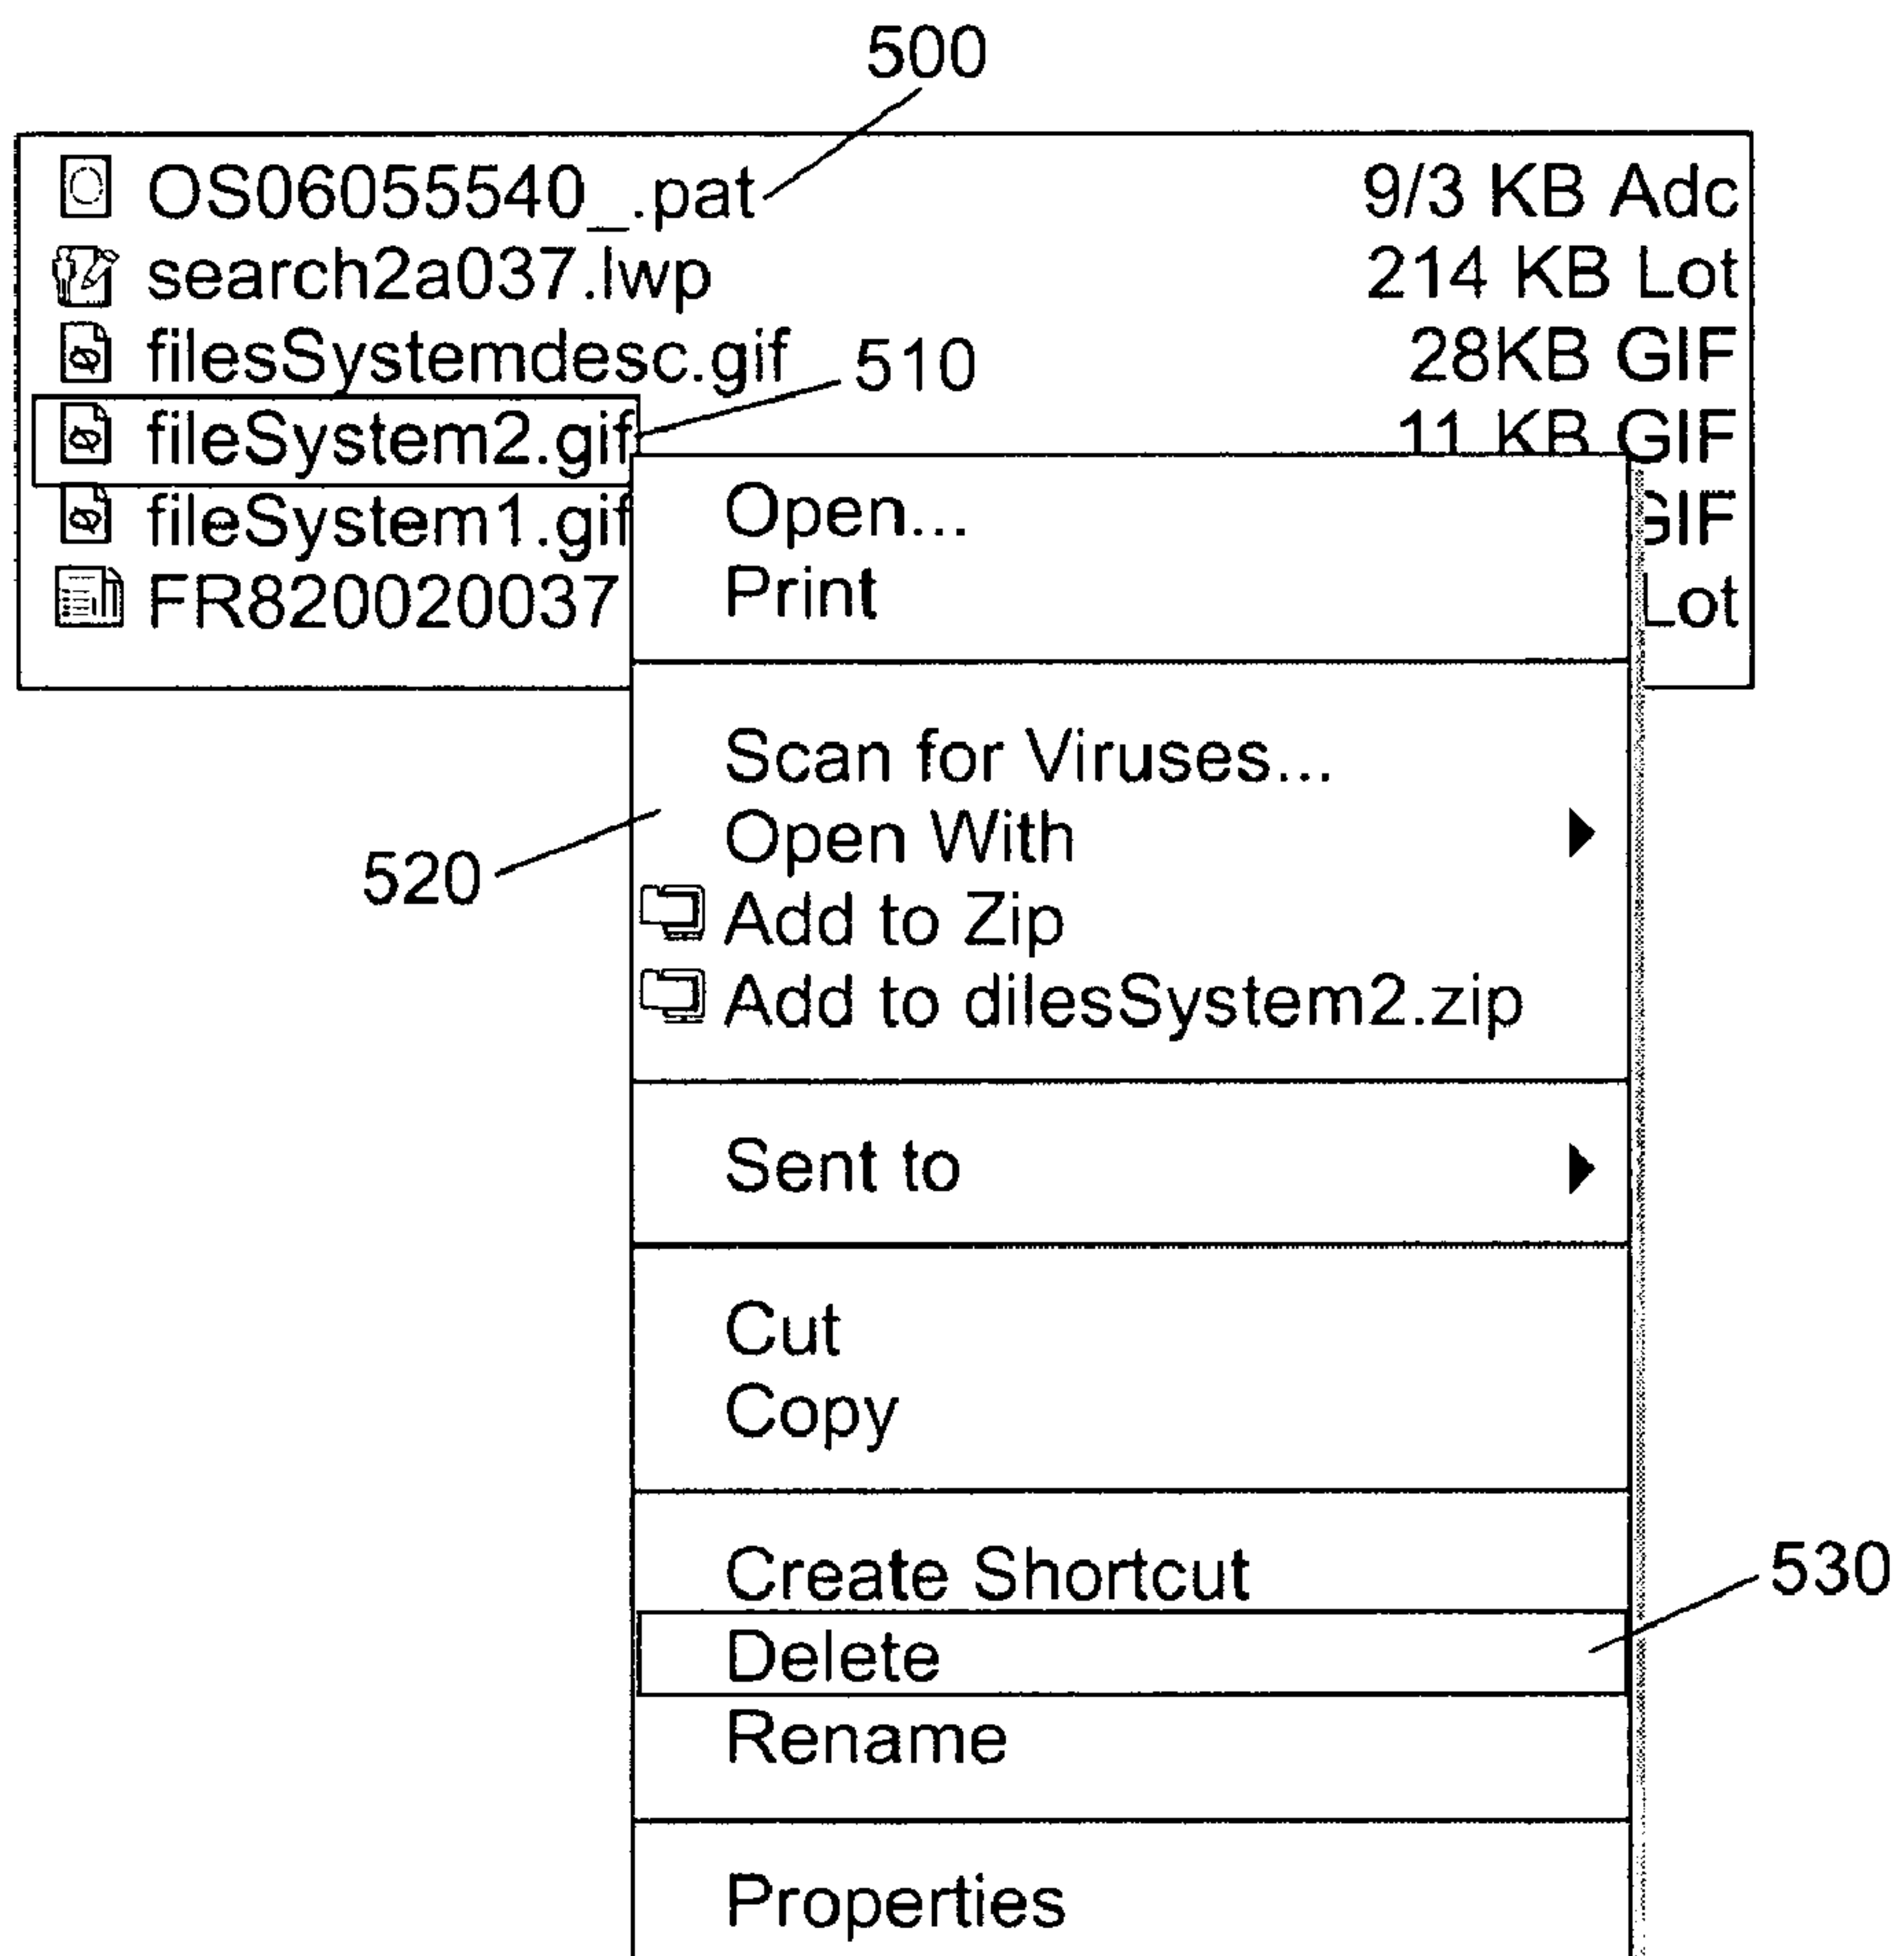 500
OS06055540_.pat 9/3 KB Adc
search2a037.lwp 214 KB Lot
filesSystemdesc.gif 28KB GIF
510
fileSystem2.gif 11 KB GIF
fileSystem1.gif GIF
FR820020037 Lot
Open...
Print
Scan for Viruses...
Open With
520
Add to Zip
Add to dilesSystem2.zip
Sent to
Cut
Copy
Create Shortcut
530
Delete
Rename
Properties